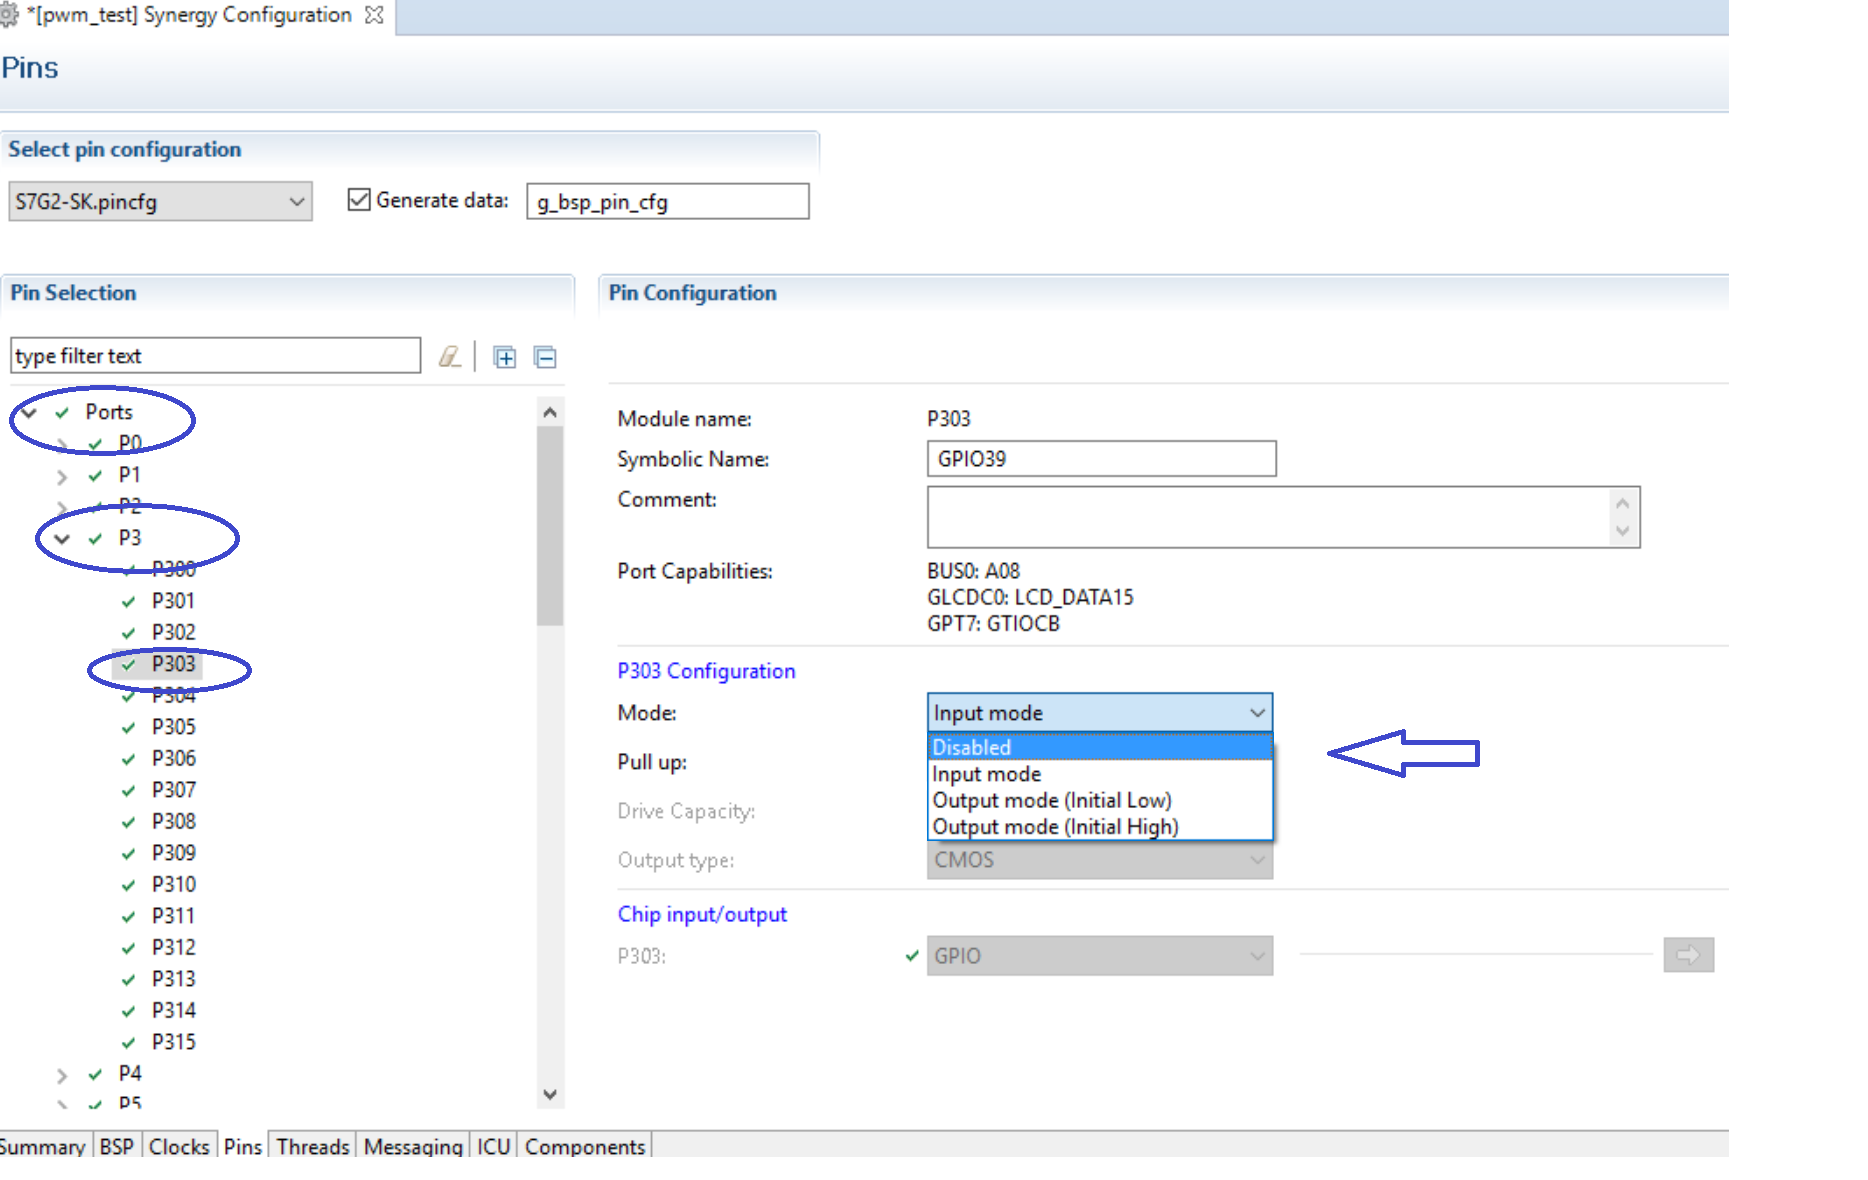 *[pwm_test] Synergy Configuration
Pins
Select pin configuration
S7G2-SK.pincfg
Generate data:
g_bsp_pin_cfg
Pin Selection
type filter text
Ports
P0
P1
P2
P3
P300
P301
P302
P303
P304
P305
P306
P307
P308
P309
P310
P311
P312
P313
P314
P315
P4
P5
Pin Configuration
Module name: P303
Symbolic Name: GPIO39
Comment:
Port Capabilities: BUS0: A08
GLCDC0: LCD_DATA15
GPT7: GTIOCB
P303 Configuration
Mode: Input mode
Disabled
Input mode
Output mode (Initial Low)
Output mode (Initial High)
Pull up:
Drive Capacity:
Output type: CMOS
Chip input/output
P303: GPIO
Summary BSP Clocks Pins Threads Messaging ICU Components